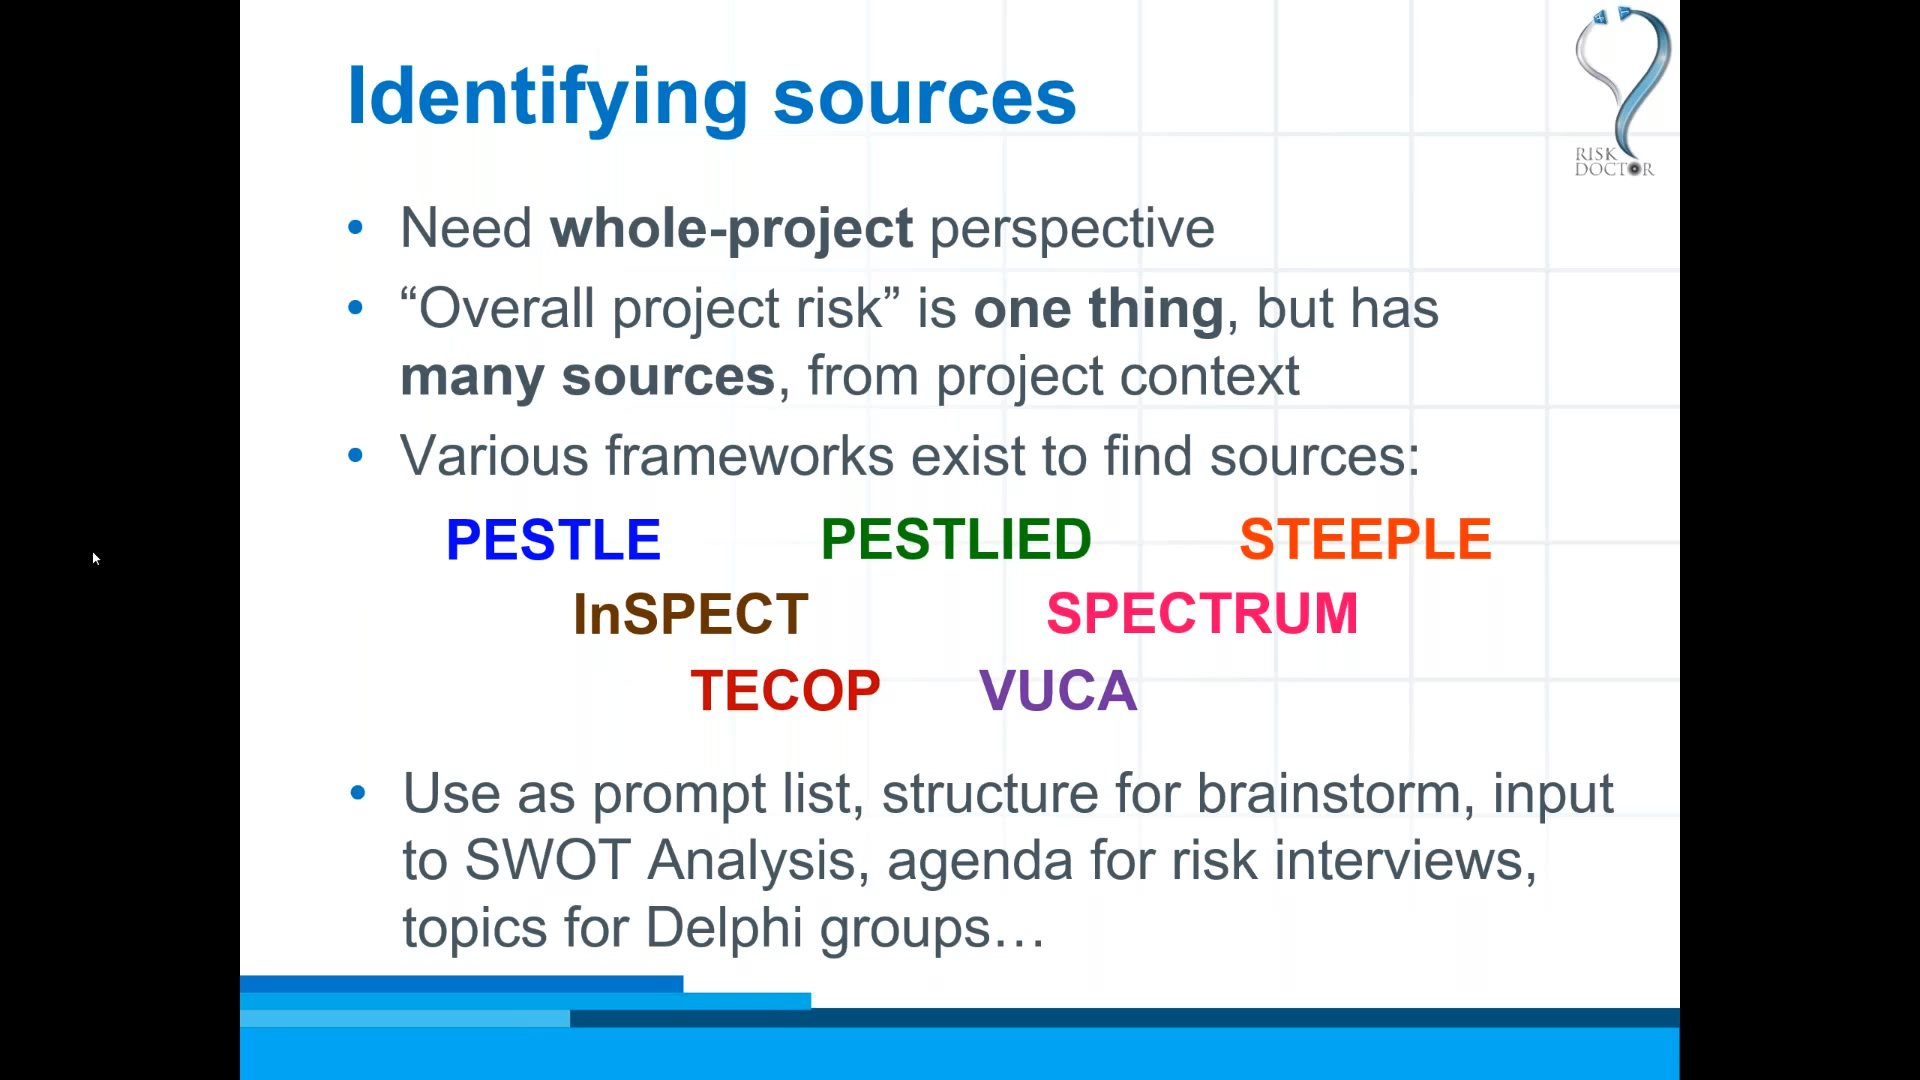 Identifying sources
RISK
DOCTOR
• Need whole-project perspective
• “Overall project risk” is one thing, but has
many sources, from project context
• Various frameworks exist to find sources:
PESTLE PESTLIED STEEPLE
InSPECT SPECTRUM
TECOP VUCA
• Use as prompt list, structure for brainstorm, input
to SWOT Analysis, agenda for risk interviews,
topics for Delphi groups…